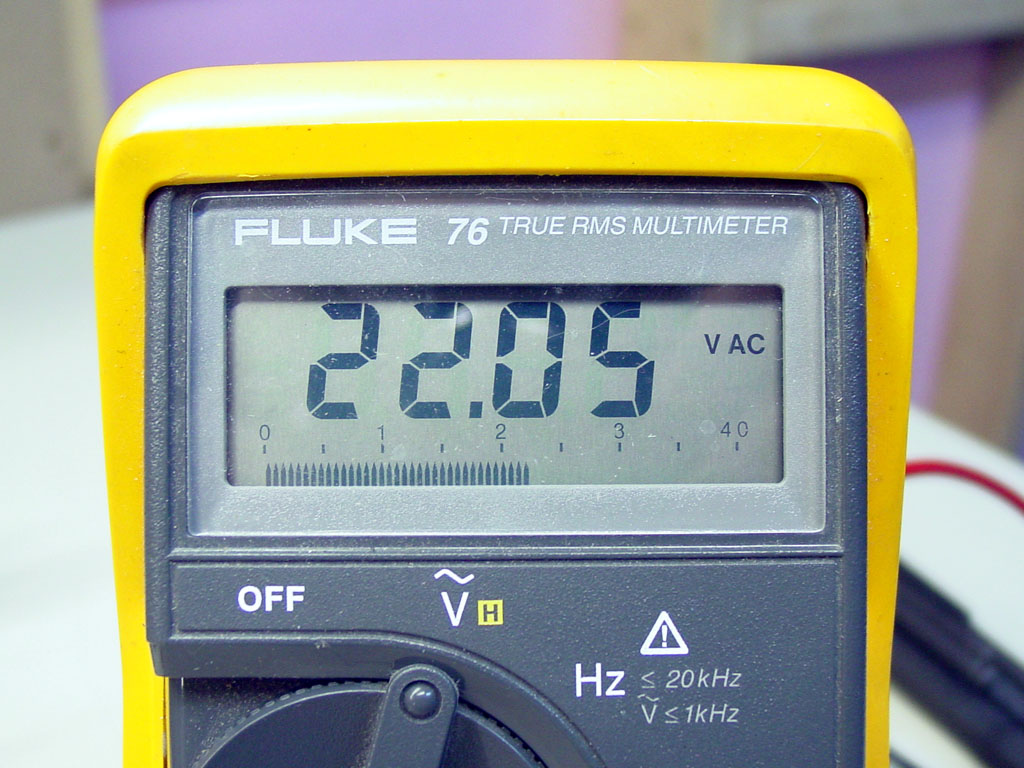 FLUKE 76 TRUE RMS MULTIMETER
22.05 V AC
0 1 2 3 40
OFF
Ṽ H
Hz ≤ 20kHz
Ṽ ≤ 1kHz